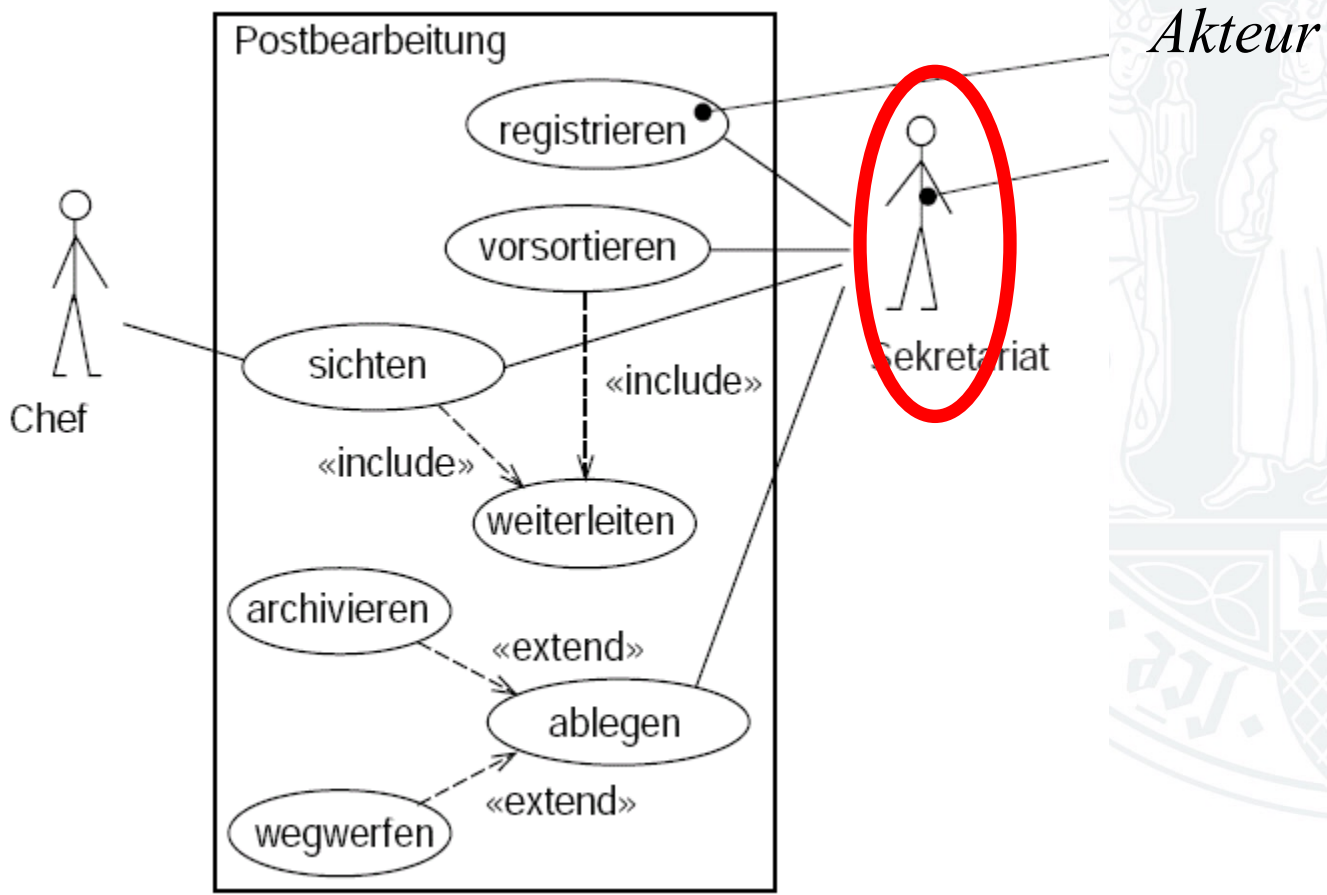 Akteur
Postbearbeitung
registrieren
vorsortieren
sichten
«include»
Sekretariat
Chef
«include»
weiterleiten
archivieren
«extend»
ablegen
«extend»
wegwerfen